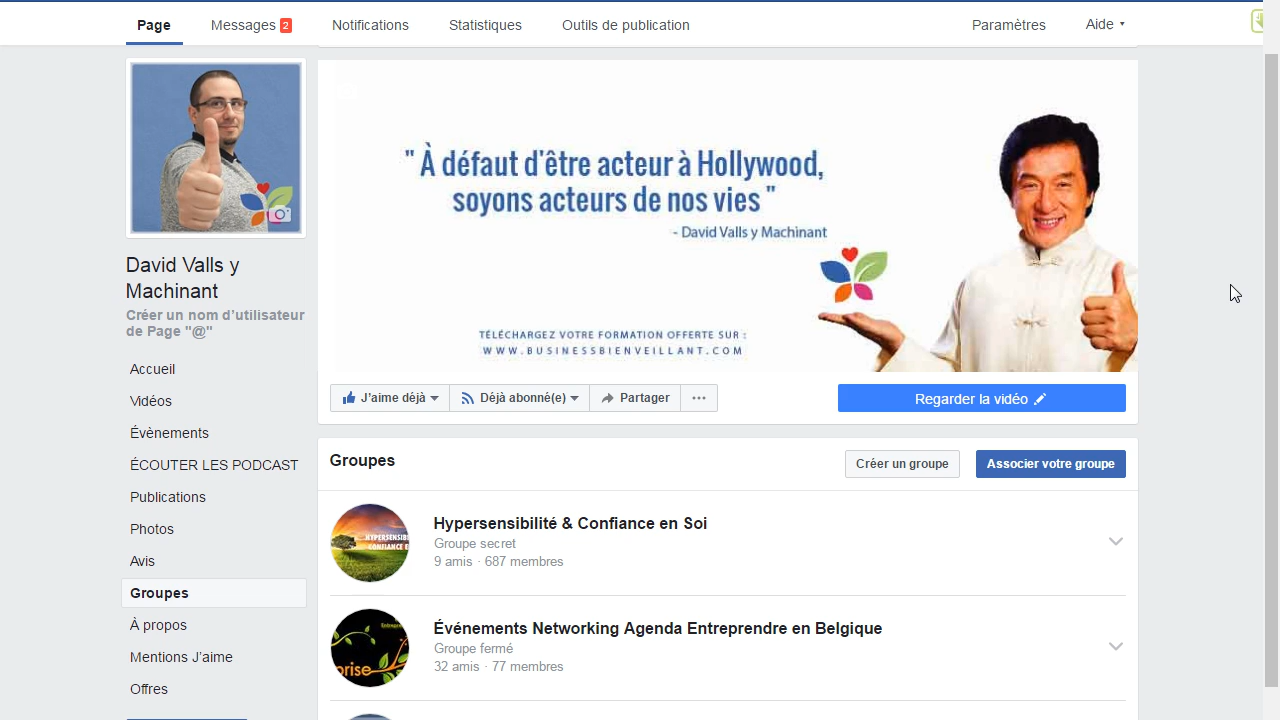 Page
Messages 2
Notifications
Statistiques
Outils de publication
Paramètres
Aide
" À défaut d'être acteur à Hollywood,
soyons acteurs de nos vies "
- David Valls y Machinant
TÉLÉCHARGEZ VOTRE FORMATION OFFERTE SUR :
WWW.BUSINESSBIENVEILLANT.COM
David Valls y
Machinant
Créer un nom d'utilisateur
de Page "@"
Accueil
Vidéos
Évènements
ÉCOUTER LES PODCAST
Publications
Photos
Avis
Groupes
À propos
Mentions J'aime
Offres
J'aime déjà
Déjà abonné(e)
Partager
Regarder la vidéo
Groupes
Créer un groupe
Associer votre groupe
HYPERSENSIBI
CONFIANCE E
Hypersensibilité & Confiance en Soi
Groupe secret
9 amis · 687 membres
prise
Événements Networking Agenda Entreprendre en Belgique
Groupe fermé
32 amis · 77 membres